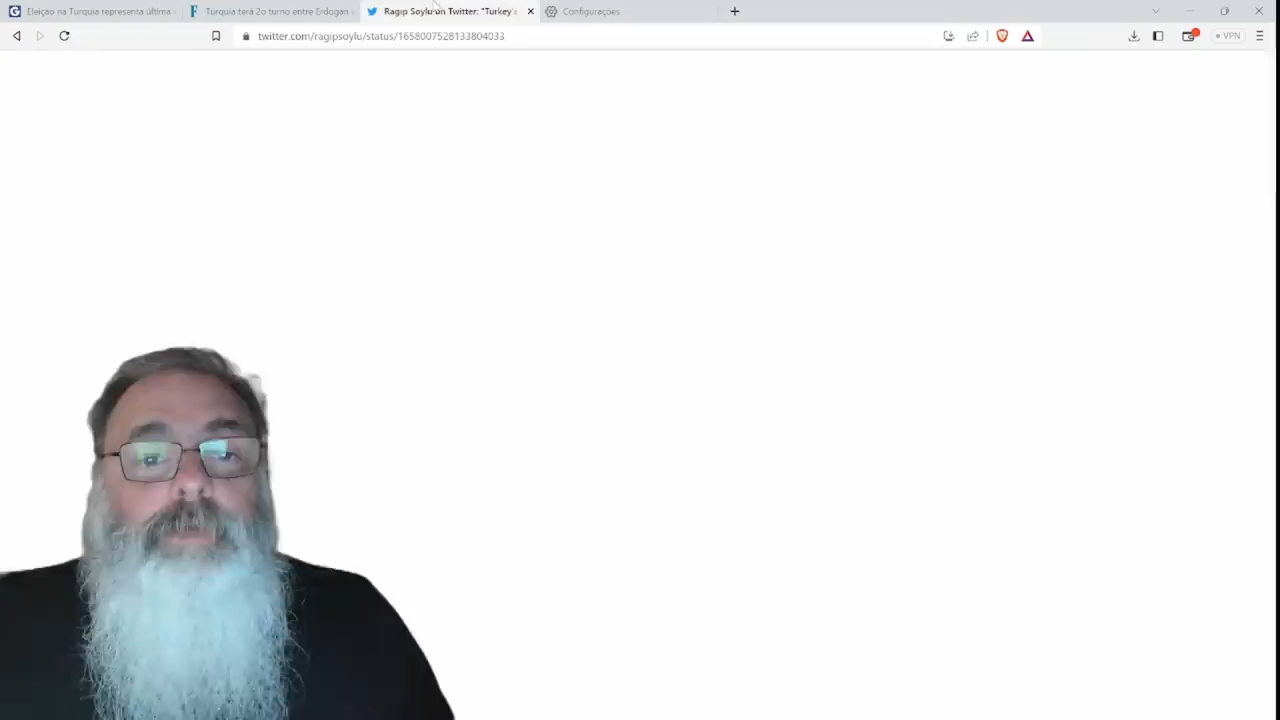 Eleição na Turquia representa última
Turquia terá 2o turno entre Erdogan
Ragıp Soylu on Twitter: "Turkey's
Configurações
twitter.com/ragipsoylu/status/1658007528133804033
VPN